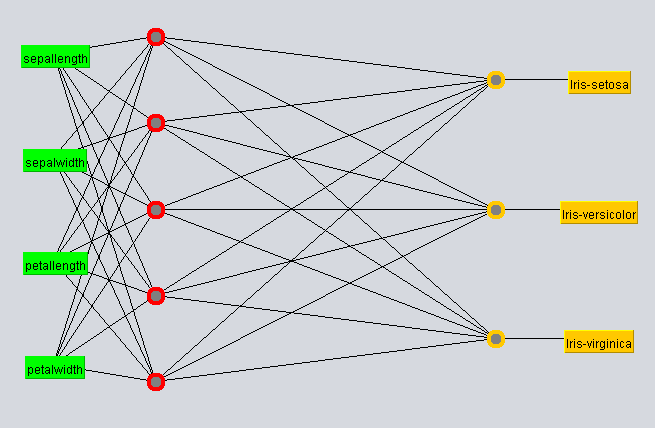 sepallength
sepalwidth
petallength
petalwidth
Iris-setosa
Iris-versicolor
Iris-virginica